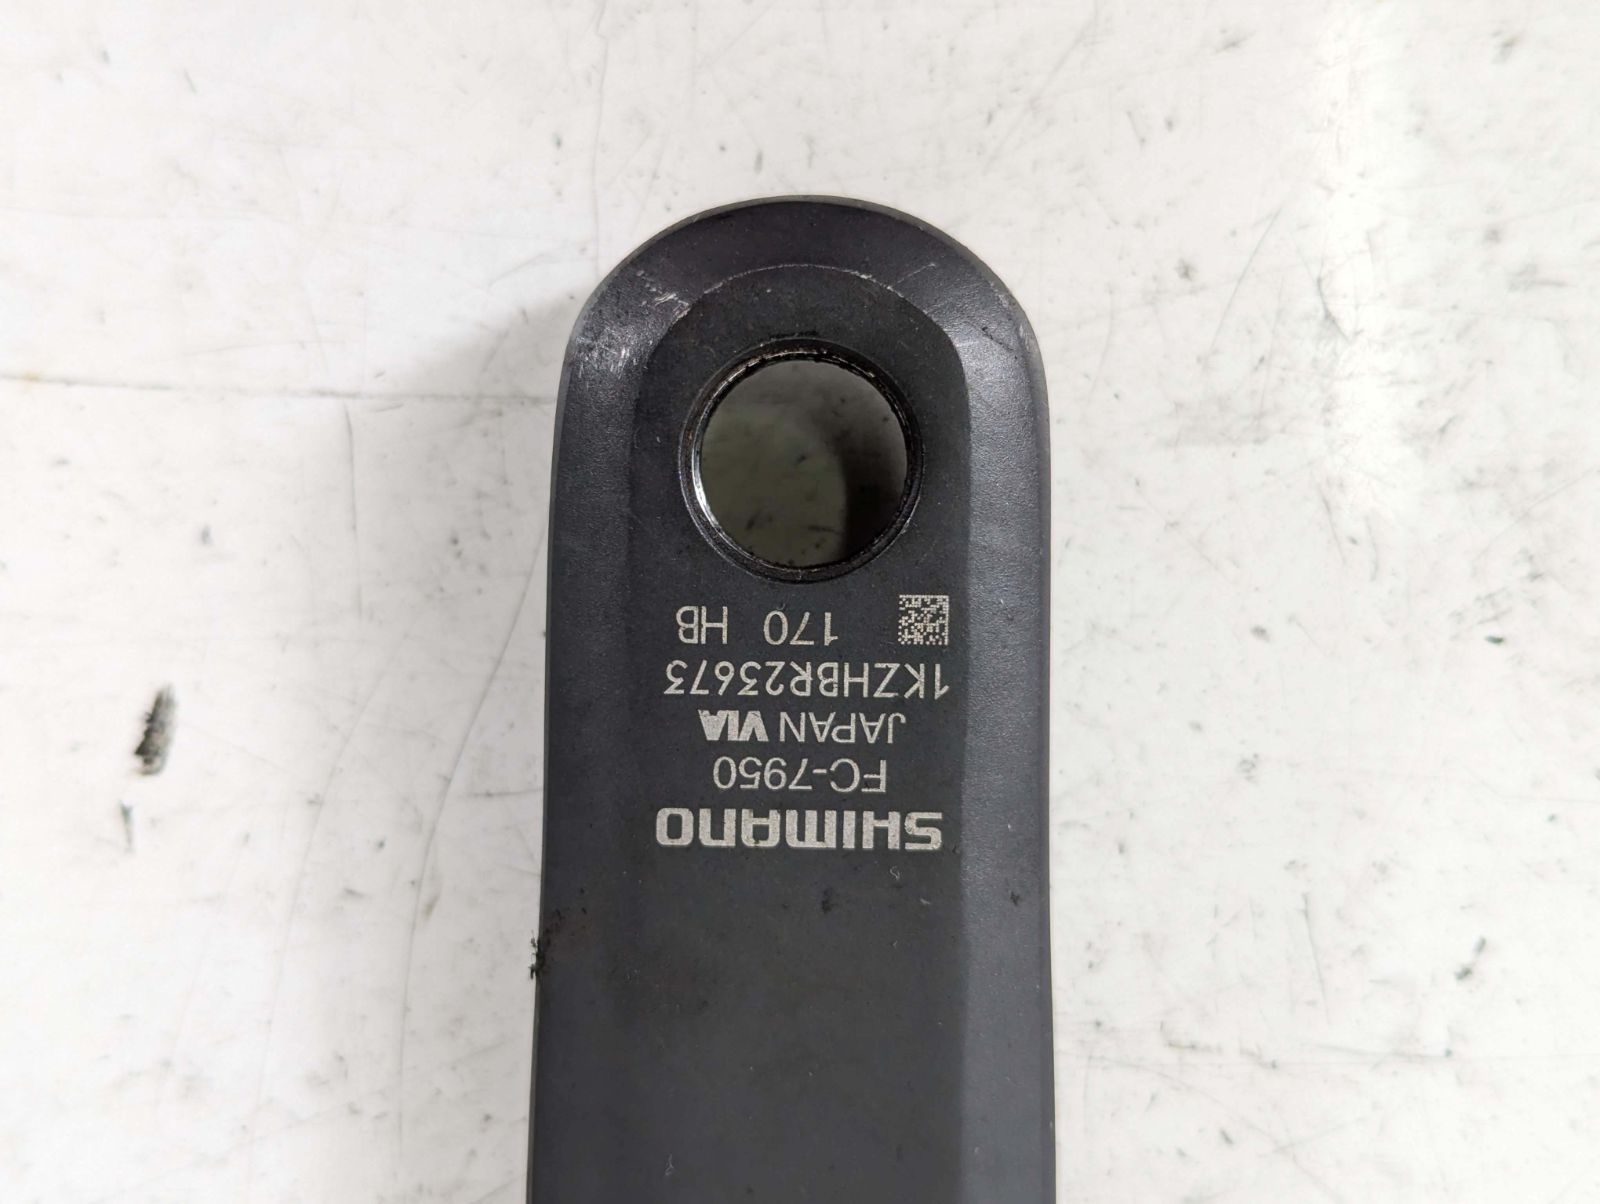 SHIMANO
FC-7950
JAPAN VIA
1KZHBR23673
170 HB